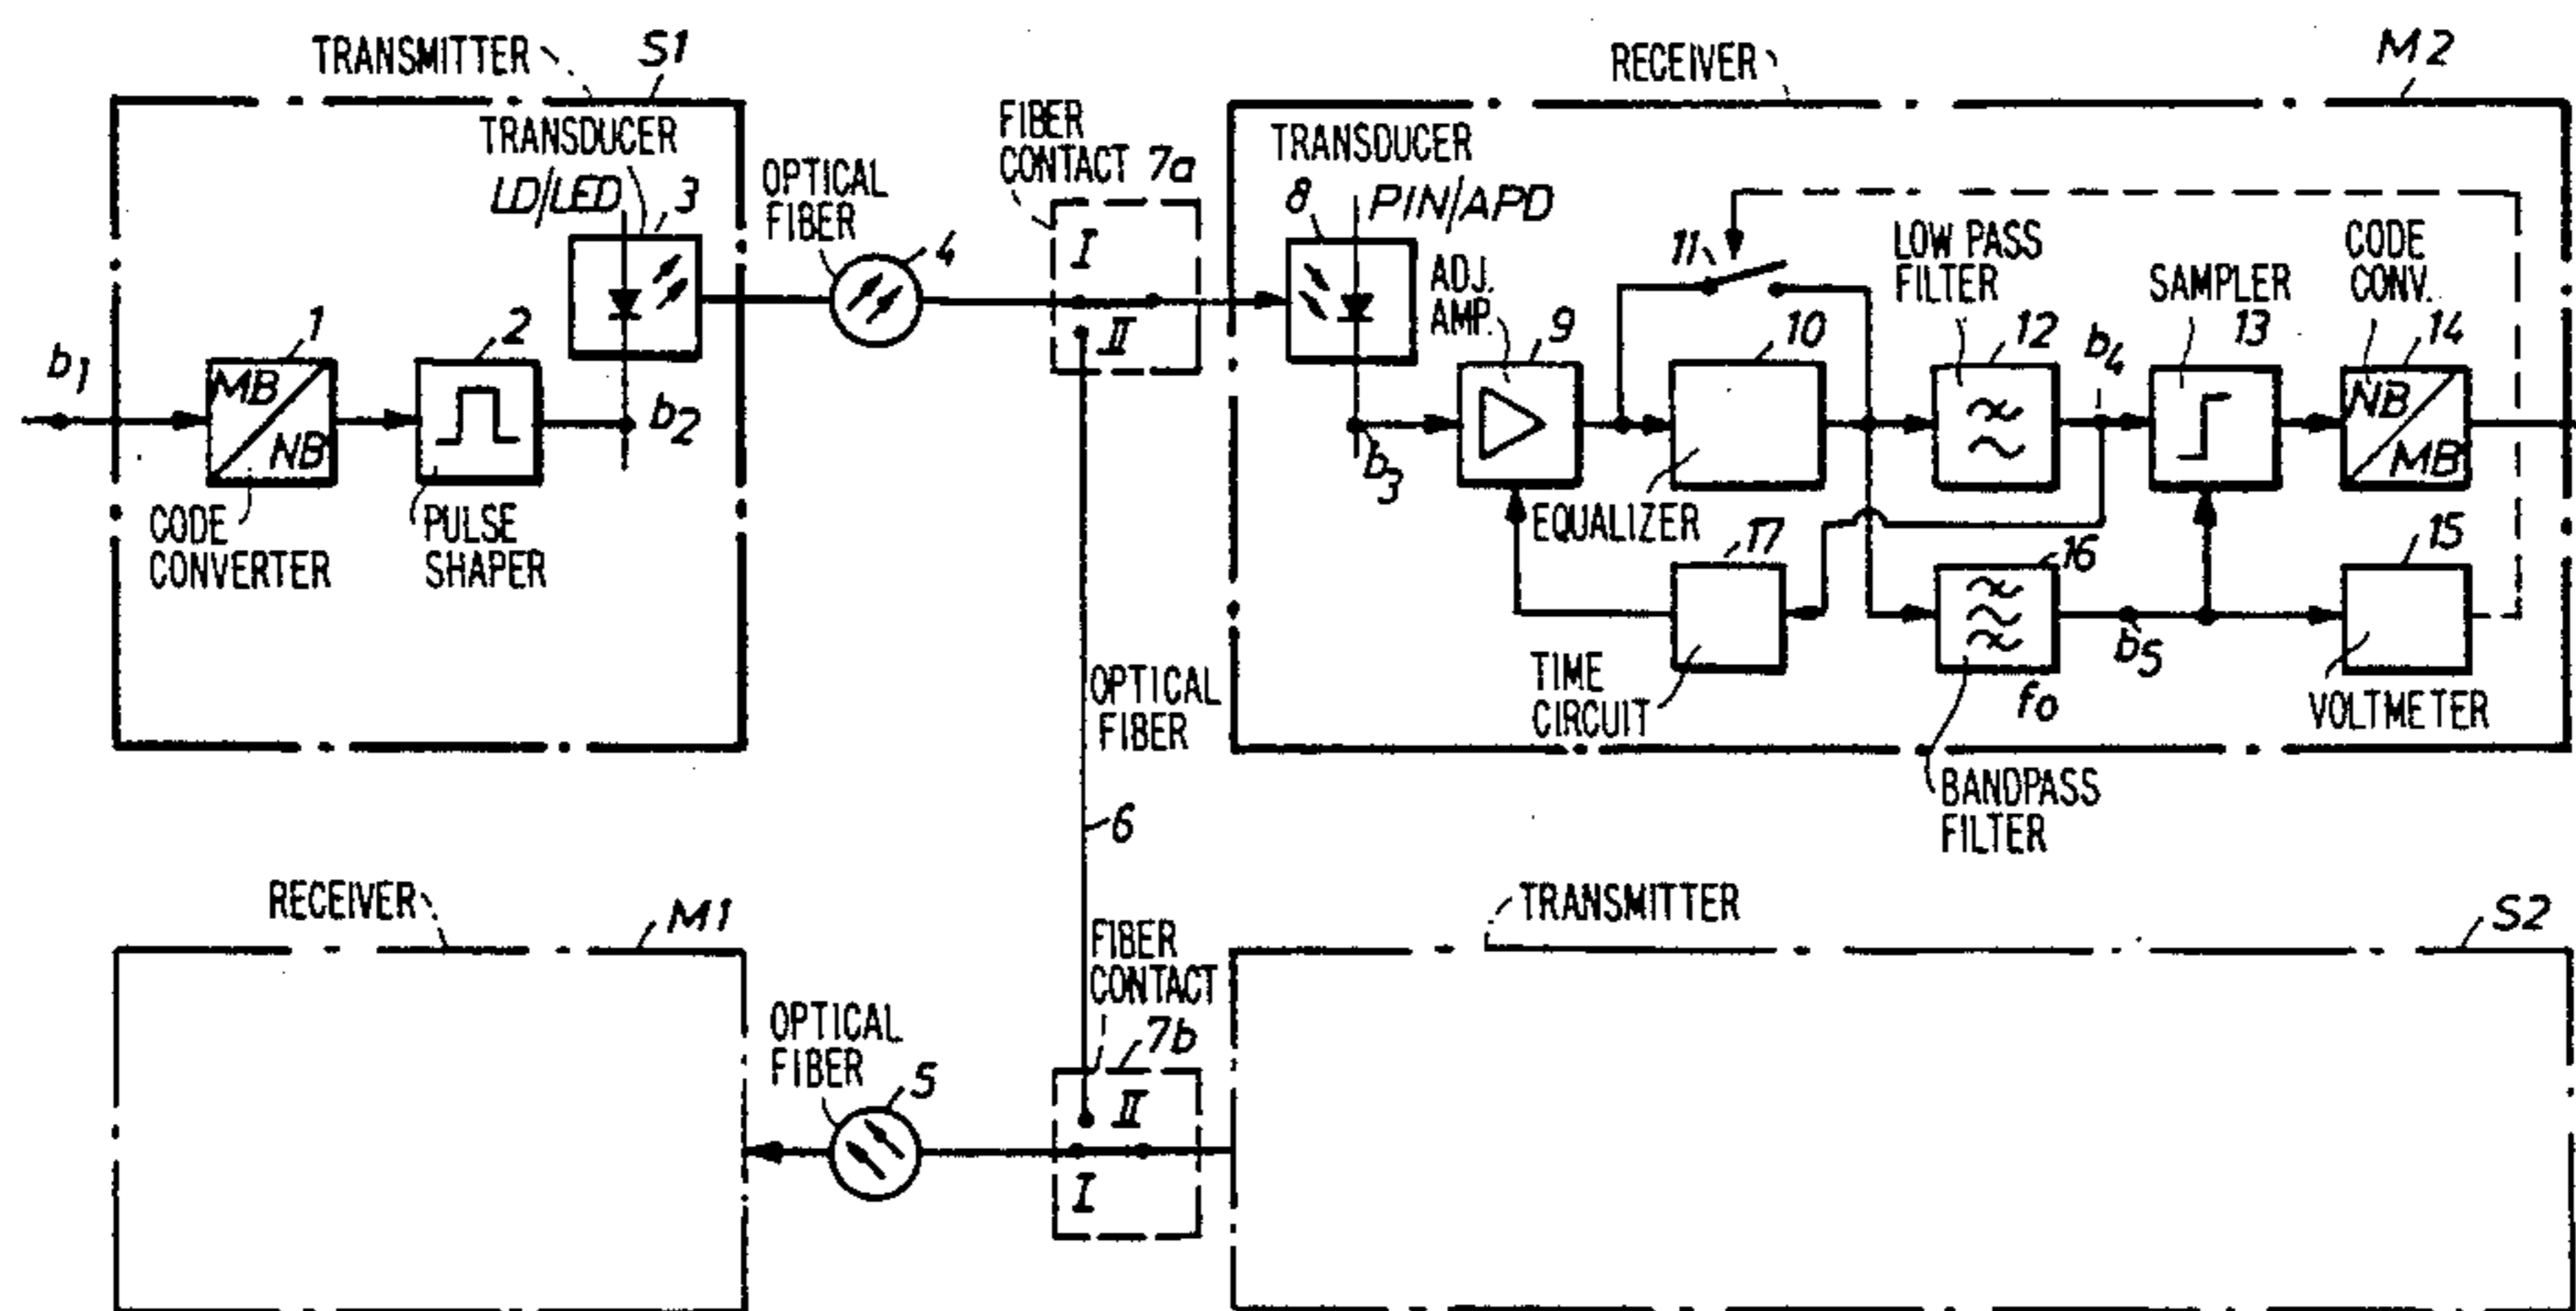 TRANSMITTER S1
TRANSDUCER
LD/LED 3
b1
1
MB
NB
CODE
CONVERTER
2
PULSE
SHAPER
b2
OPTICAL
FIBER
4
FIBER
CONTACT 7a
I
II
OPTICAL
FIBER
6
RECEIVER M2
TRANSDUCER
8 PIN/APD
b3
ADJ.
AMP.
9
10
EQUALIZER
11
LOW PASS
FILTER
12
b4
SAMPLER
13
CODE
CONV.
14
NB
MB
17
TIME
CIRCUIT
16
fo
BANDPASS
FILTER
b5
15
VOLTMETER
RECEIVER M1
OPTICAL
FIBER
5
FIBER
CONTACT
7b
II
I
TRANSMITTER S2